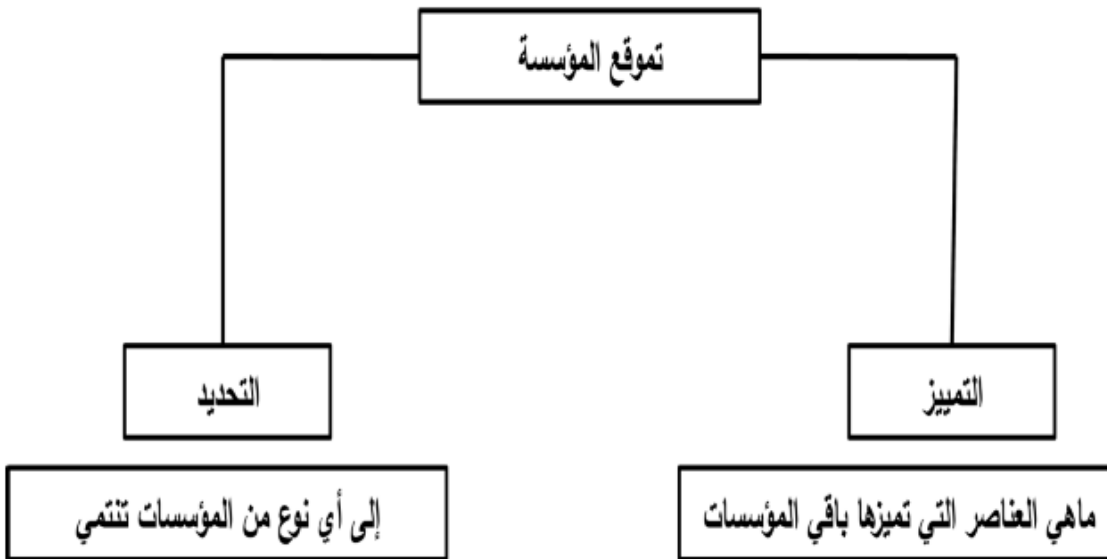 تموقع المؤسسة
التمييز
التحديد
ماهي العناصر التي تميزها باقي المؤسسات
إلى أي نوع من المؤسسات تنتمي